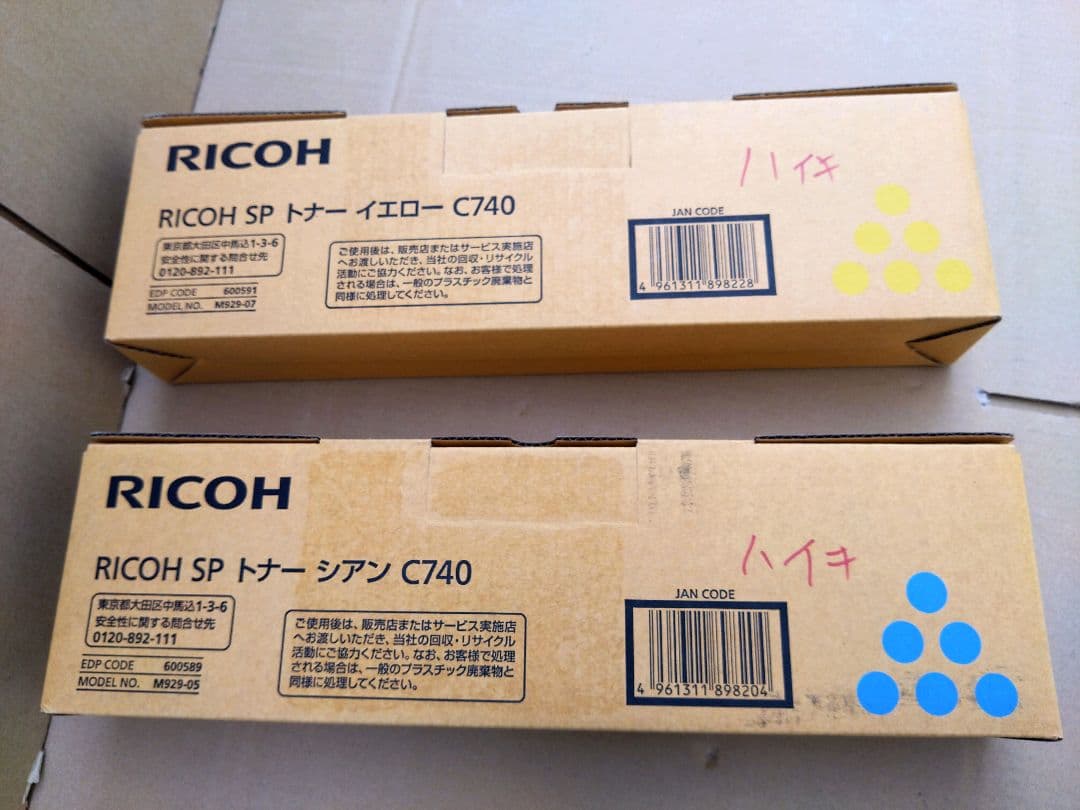 RICOH
ハイキ
RICOH SP トナー イエロー C740
JAN CODE
東京都大田区中馬込1-3-6
安全性に関する問合せ先
0120-892-111
ご使用後は、販売店またはサービス実施店
へお渡しいただき、当社の回収・リサイクル
活動にご協力ください。なお、お客様で処理
される場合は、一般のプラスチック廃棄物と
同様に処理してください。
4 961311 898228
EDP CODE 600591
MODEL NO. M929-07
RICOH
ハイキ
RICOH SP トナー シアン C740
JAN CODE
東京都大田区中馬込1-3-6
安全性に関する問合せ先
0120-892-111
ご使用後は、販売店またはサービス実施店
へお渡しいただき、当社の回収・リサイクル
活動にご協力ください。なお、お客様で処理
される場合は、一般のプラスチック廃棄物と
同様に処理してください。
4 961311 898204
EDP CODE 600589
MODEL NO. M929-05